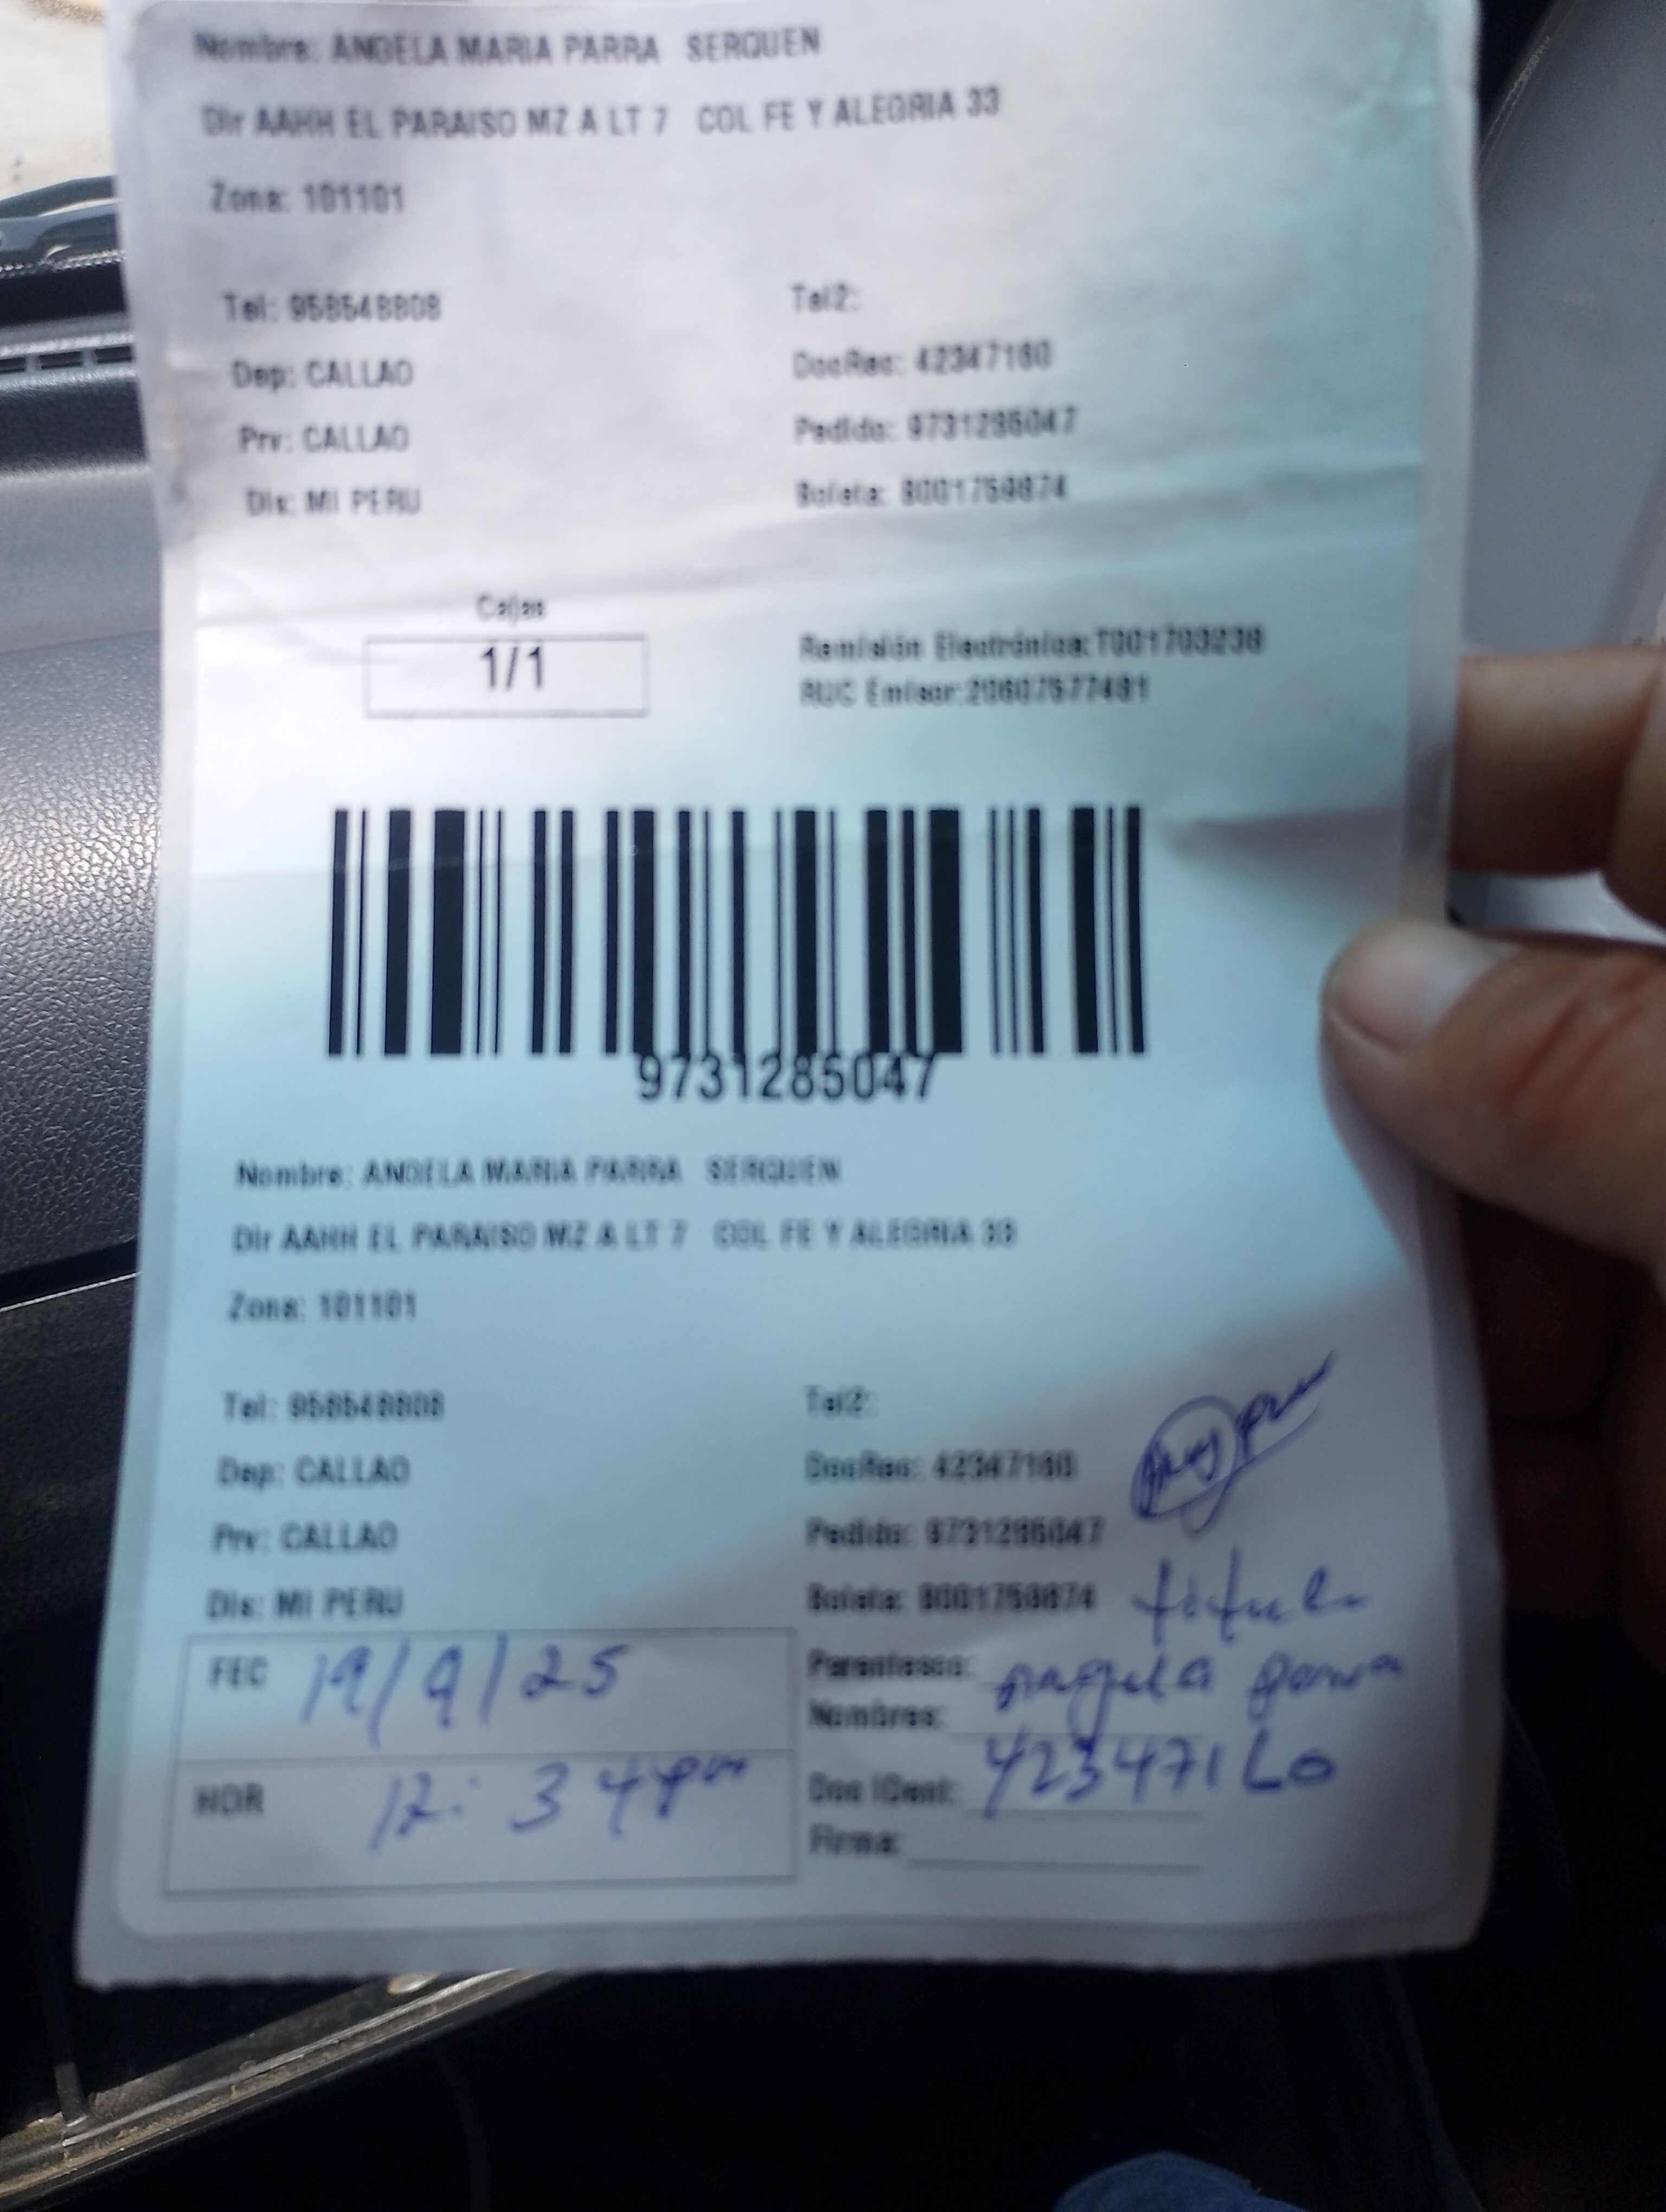 Nombre: ANGELA MARIA PARRA SERQUEN
Dir AAHH EL PARAISO MZ A LT 7 COL FE Y ALEGRIA 33
Zona: 101101
Tel: 958548808 Tel2:
Dep: CALLAO DocRec: 42347160
Prv: CALLAO Pedido: 9731285047
Dis: MI PERU Boleta: B001759874
Cajas
1/1
Remisión Electrónica:T001703238
RUC Emisor:20607577481
9731285047
Nombre: ANGELA MARIA PARRA SERQUEN
Dir AAHH EL PARAISO MZ A LT 7 COL FE Y ALEGRIA 33
Zona: 101101
Tel: 958548808 Tel2:
Dep: CALLAO DocRec: 42347160
Prv: CALLAO Pedido: 9731285047
Dis: MI PERU Boleta: B001759874
FEC 19/9/25
HOR 12:34pm
Parentesco: titular
Nombres: Angela Parra
Doc IDent: 42347160
Firma: